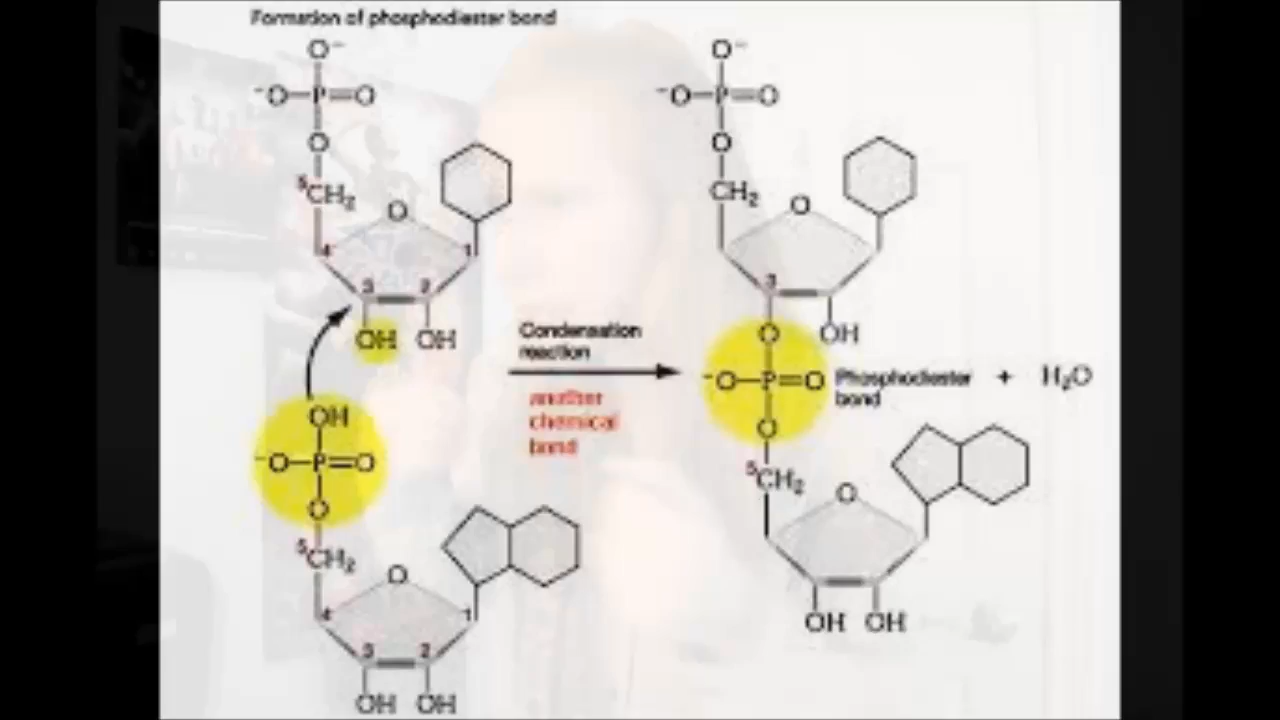 Formation of phosphodiester bond
O⁻
⁻O P O
O
⁵CH₂
O
4 1
3 2
OH OH
OH
⁻O P O
O
⁵CH₂
O
4 1
3 2
OH OH
Condensation
reaction
another
chemical
bond
O⁻
⁻O P O
O
CH₂
O
3
O OH
⁻O P O
O
Phosphodiester
bond
+ H₂O
⁵CH₂
O
OH OH